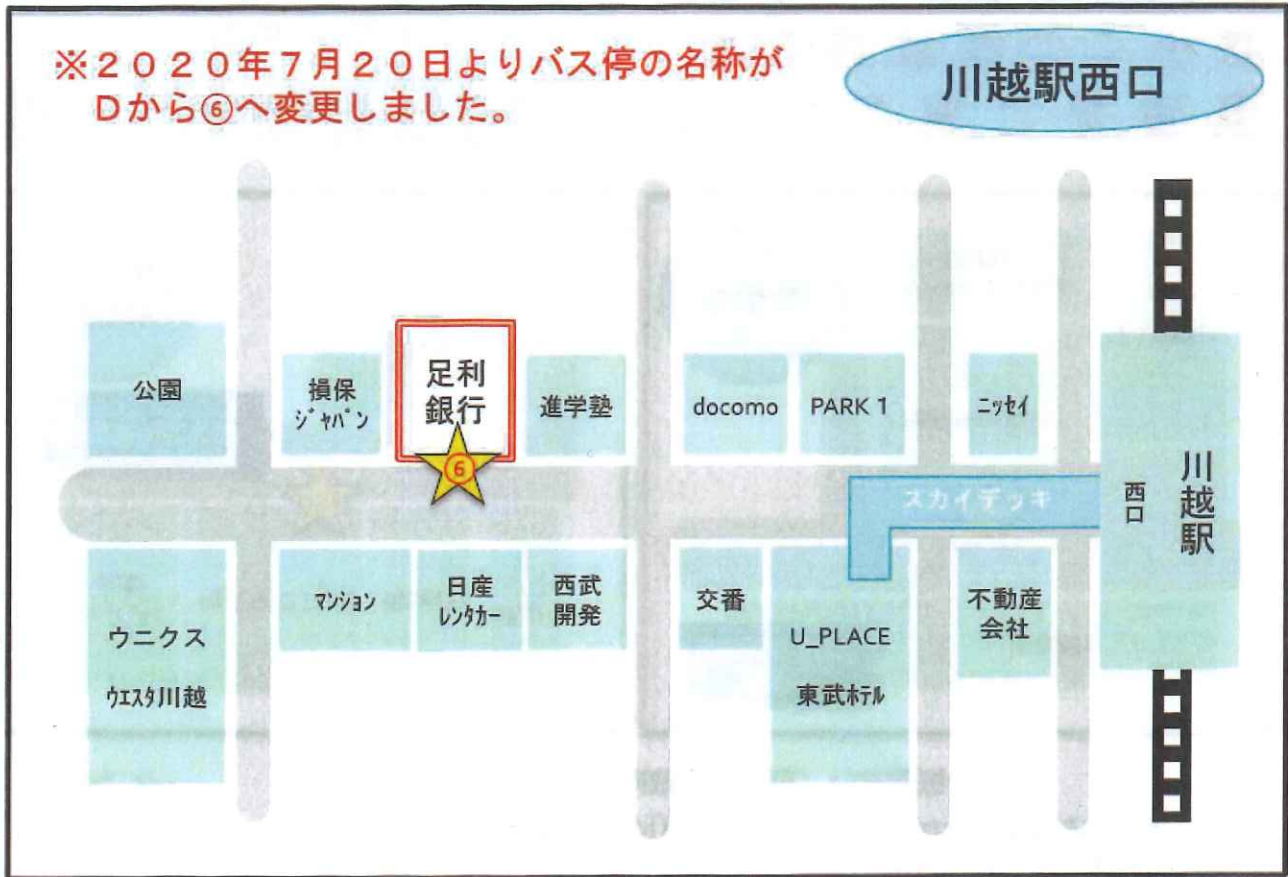 ※２０２０年７月２０日よりバス停の名称が
Ｄから⑥へ変更しました。
川越駅西口
公園
損保
ｼﾞｬﾊﾟﾝ
足利
銀行
⑥
進学塾
docomo
PARK 1
ﾆｯｾｲ
スカイデッキ
西口
川越駅
ウニクス
ｳｴｽﾀ川越
ﾏﾝｼｮﾝ
日産
ﾚﾝﾀｶｰ
西武
開発
交番
U_PLACE
東武ﾎﾃﾙ
不動産
会社